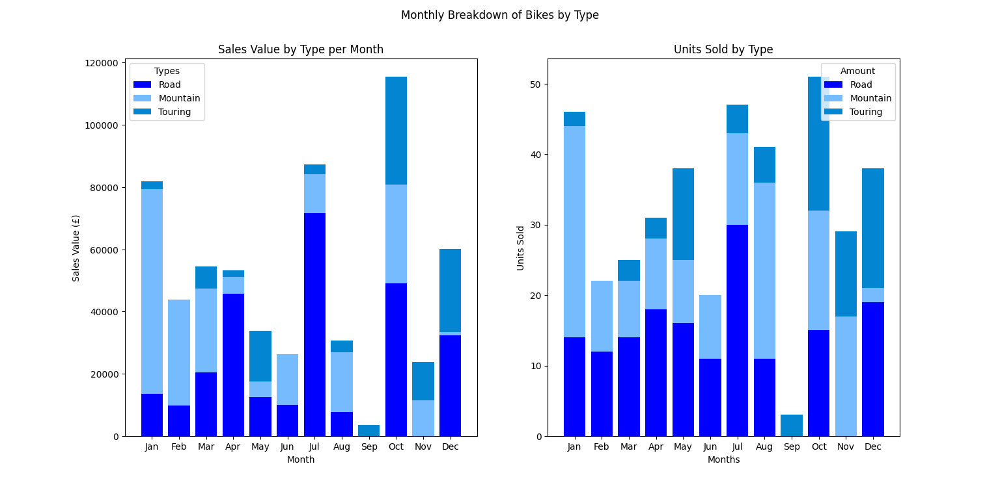 Monthly Breakdown of Bikes by Type
Sales Value by Type per Month
120000
100000
80000
60000
40000
20000
0
Sales Value (£)
Types
Road
Mountain
Touring
Jan Feb Mar Apr May Jun Jul Aug Sep Oct Nov Dec
Month
Units Sold by Type
50
40
30
20
10
0
Units Sold
Amount
Road
Mountain
Touring
Jan Feb Mar Apr May Jun Jul Aug Sep Oct Nov Dec
Months